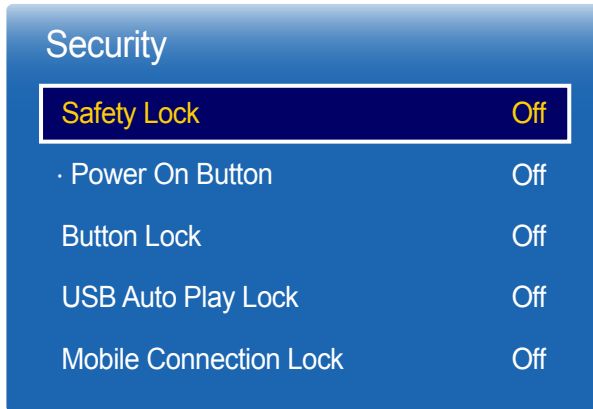 Security
Safety Lock Off
· Power On Button Off
Button Lock Off
USB Auto Play Lock Off
Mobile Connection Lock Off